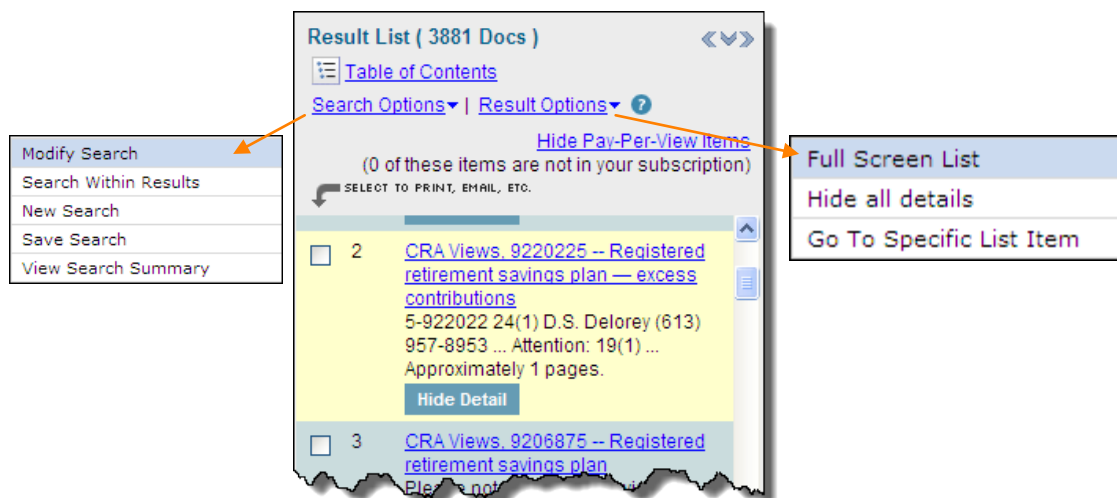 Result List ( 3881 Docs )
Table of Contents
Search Options | Result Options ?
Hide Pay-Per-View Items
(0 of these items are not in your subscription)
SELECT TO PRINT, EMAIL, ETC.
Modify Search
Search Within Results
New Search
Save Search
View Search Summary
Full Screen List
Hide all details
Go To Specific List Item
2 CRA Views, 9220225 -- Registered
retirement savings plan — excess
contributions
5-922022 24(1) D.S. Delorey (613)
957-8953 ... Attention: 19(1) ...
Approximately 1 pages.
Hide Detail
3 CRA Views, 9206875 -- Registered
retirement savings plan